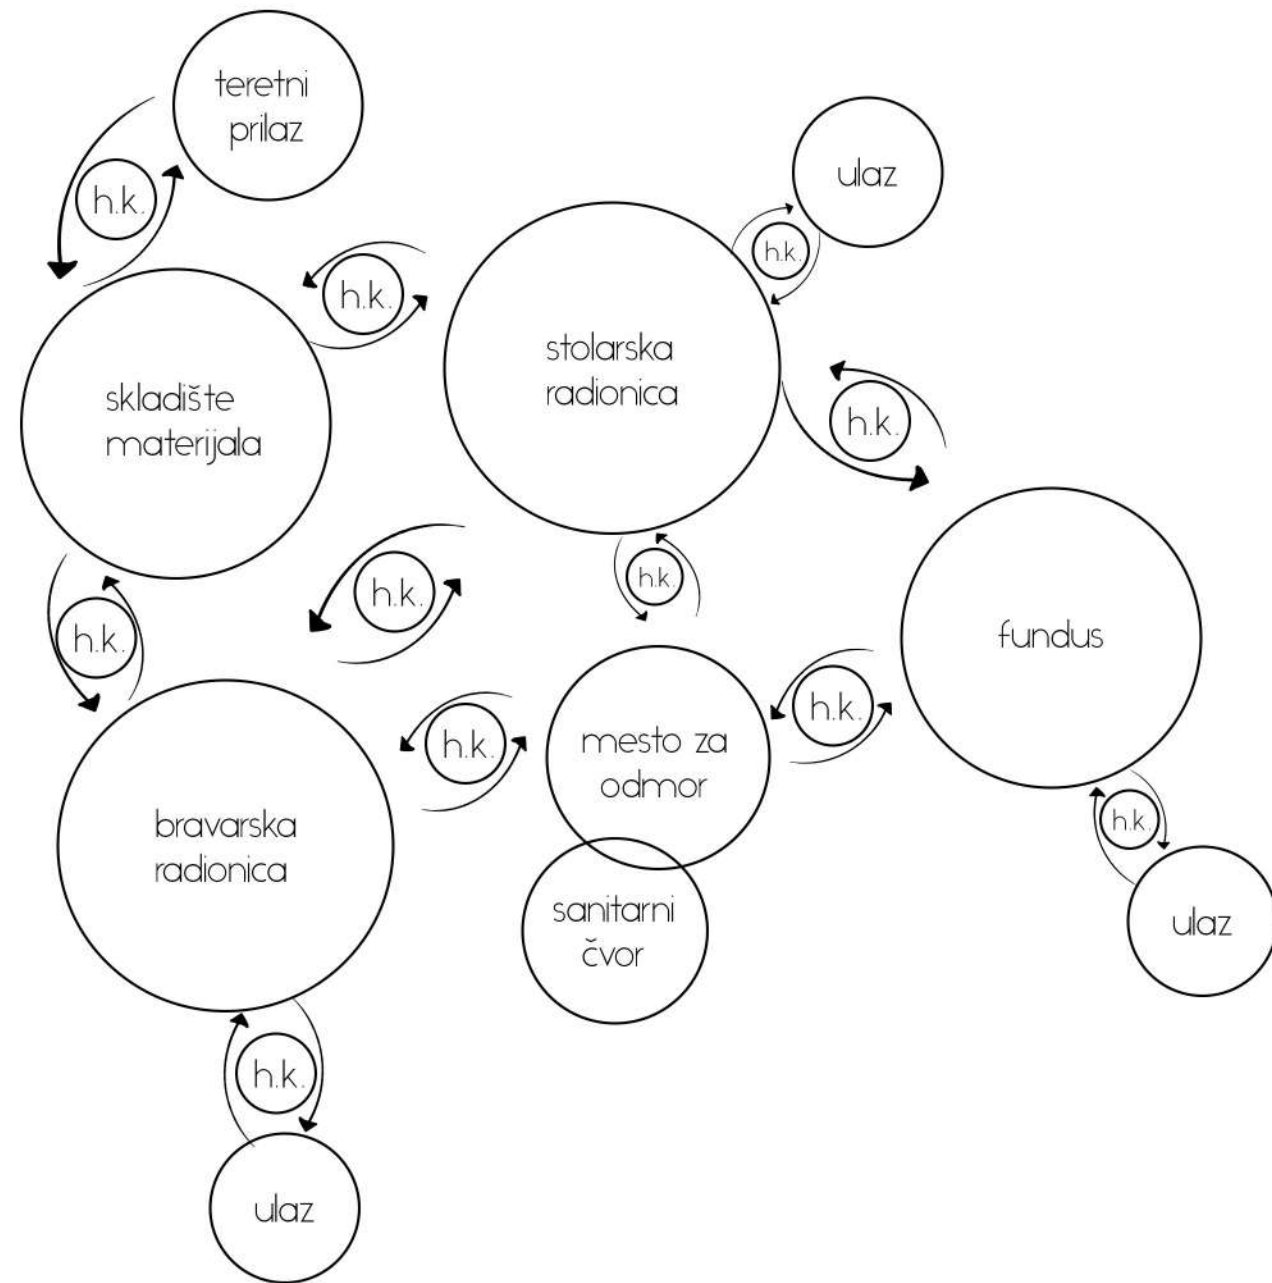 teretni
prilaz
ulaz
h.k.
h.k.
h.k.
stolarska
radionica
skladište
materijala
h.k.
h.k.
h.k.
h.k.
fundus
h.k.
h.k.
mesto za
odmor
bravarska
radionica
h.k.
sanitarni
čvor
ulaz
h.k.
ulaz